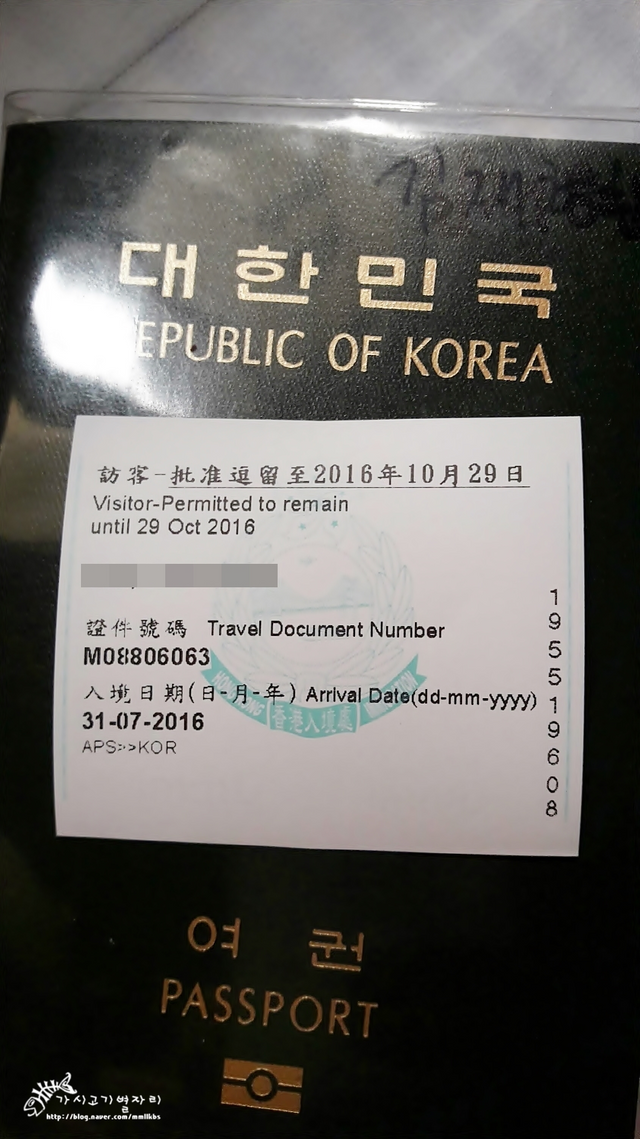 대한민국
REPUBLIC OF KOREA
訪客-批准逗留至2016年10月29日
Visitor-Permitted to remain
until 29 Oct 2016
證件號碼 Travel Document Number
M08806063
入境日期(日-月-年) Arrival Date(dd-mm-yyyy)
31-07-2016
APS>>KOR
195519608
香港入境處
여권
PASSPORT
가시고기별자리
http://blog.naver.com/mmllkbs